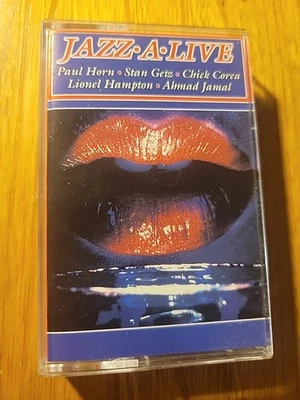 JAZZ•A•LIVE
Paul Horn • Stan Getz • Chick Corea
Lionel Hampton • Ahmad Jamal